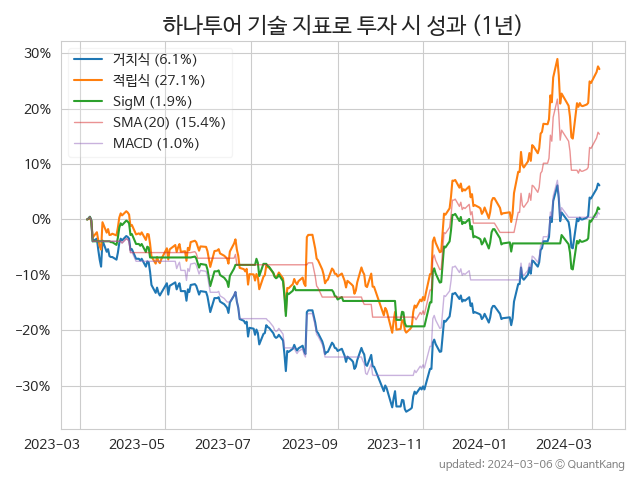 하나투어 기술 지표로 투자 시 성과 (1년)
거치식 (6.1%)
적립식 (27.1%)
SigM (1.9%)
SMA(20) (15.4%)
MACD (1.0%)
30%
20%
10%
0%
−10%
−20%
−30%
2023-03
2023-05
2023-07
2023-09
2023-11
2024-01
2024-03
updated: 2024-03-06 ⓒ QuantKang